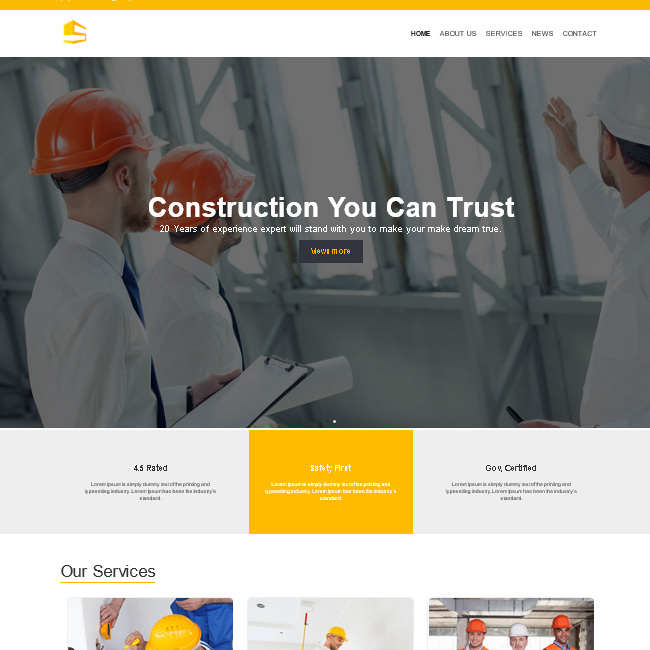 HOME ABOUT US SERVICES NEWS CONTACT
Construction You Can Trust
20 Years of experience expert will stand with you to make your make dream true.
Views more
4.5 Rated
Lorem Ipsum is simply dummy text of the printing and
typesetting industry. Lorem Ipsum has been the industry's
standard.
Safety First
Lorem Ipsum is simply dummy text of the printing and
typesetting industry. Lorem Ipsum has been the industry's
standard.
Gov, Certified
Lorem Ipsum is simply dummy text of the printing and
typesetting industry. Lorem Ipsum has been the industry's
standard.
Our Services